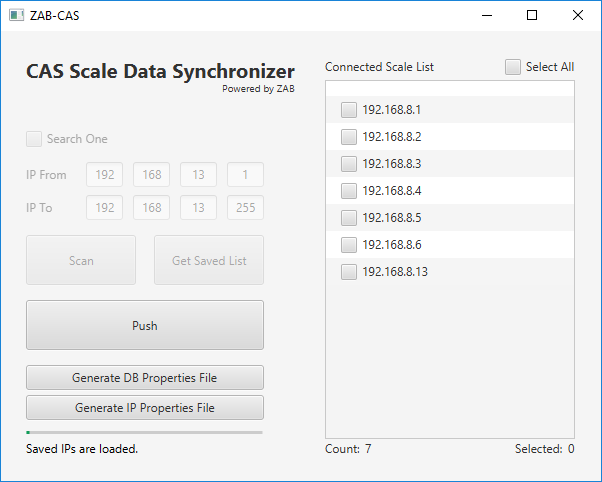 ZAB-CAS
CAS Scale Data Synchronizer
Powered by ZAB
Search One
IP From 192 168 13 1
IP To 192 168 13 255
Scan Get Saved List
Push
Generate DB Properties File
Generate IP Properties File
Saved IPs are loaded.
Connected Scale List Select All
192.168.8.1
192.168.8.2
192.168.8.3
192.168.8.4
192.168.8.5
192.168.8.6
192.168.8.13
Count: 7 Selected: 0